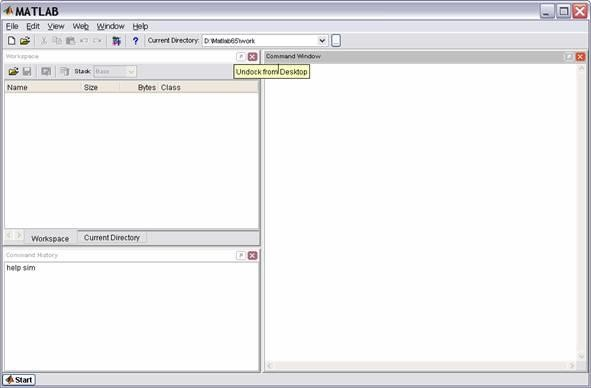 MATLAB
File Edit View Web Window Help
Current Directory: D:\Matlab65\work
Workspace
Command Window
Stack: Base
Undock from Desktop
Name Size Bytes Class
Workspace Current Directory
Command History
help sim
Start